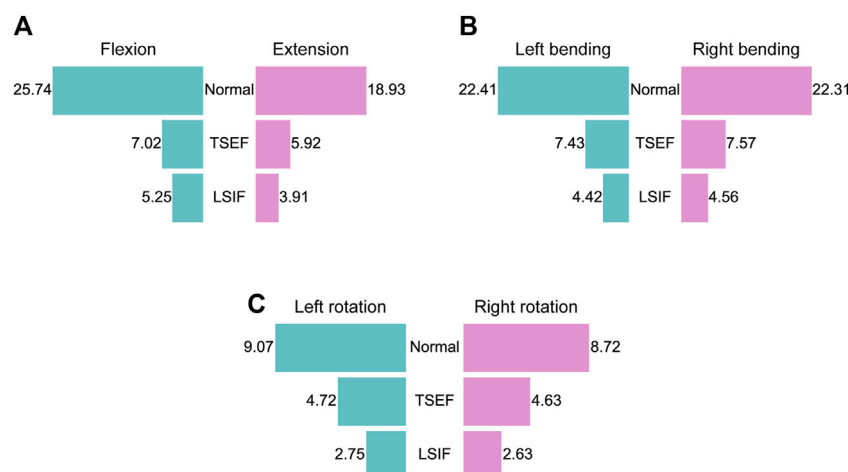 A
Flexion Extension
25.74 Normal 18.93
7.02 TSEF 5.92
5.25 LSIF 3.91
B
Left bending Right bending
22.41 Normal 22.31
7.43 TSEF 7.57
4.42 LSIF 4.56
C
Left rotation Right rotation
9.07 Normal 8.72
4.72 TSEF 4.63
2.75 LSIF 2.63